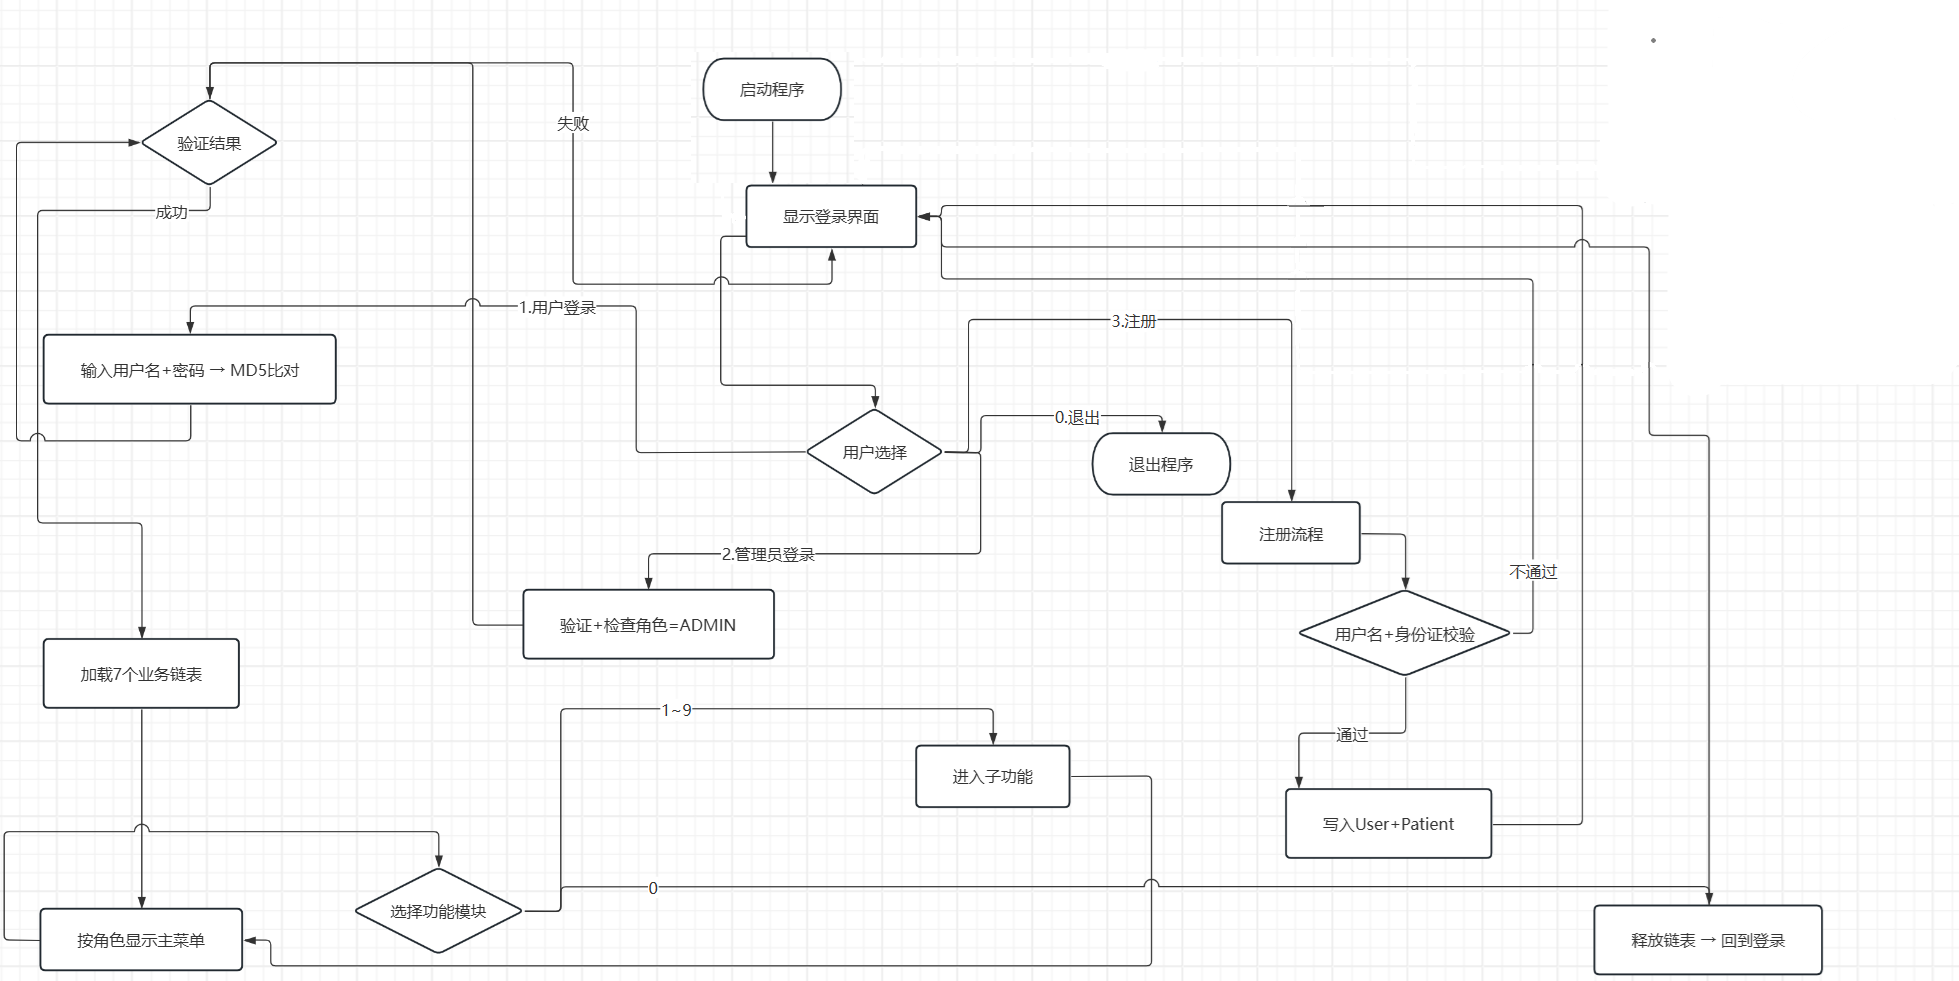 启动程序
失败
验证结果
成功
显示登录界面
1.用户登录
3.注册
输入用户名+密码 → MD5比对
0.退出
用户选择
退出程序
注册流程
2.管理员登录
不通过
验证+检查角色=ADMIN
用户名+身份证校验
加载7个业务链表
1~9
通过
进入子功能
写入User+Patient
0
选择功能模块
按角色显示主菜单
释放链表 → 回到登录